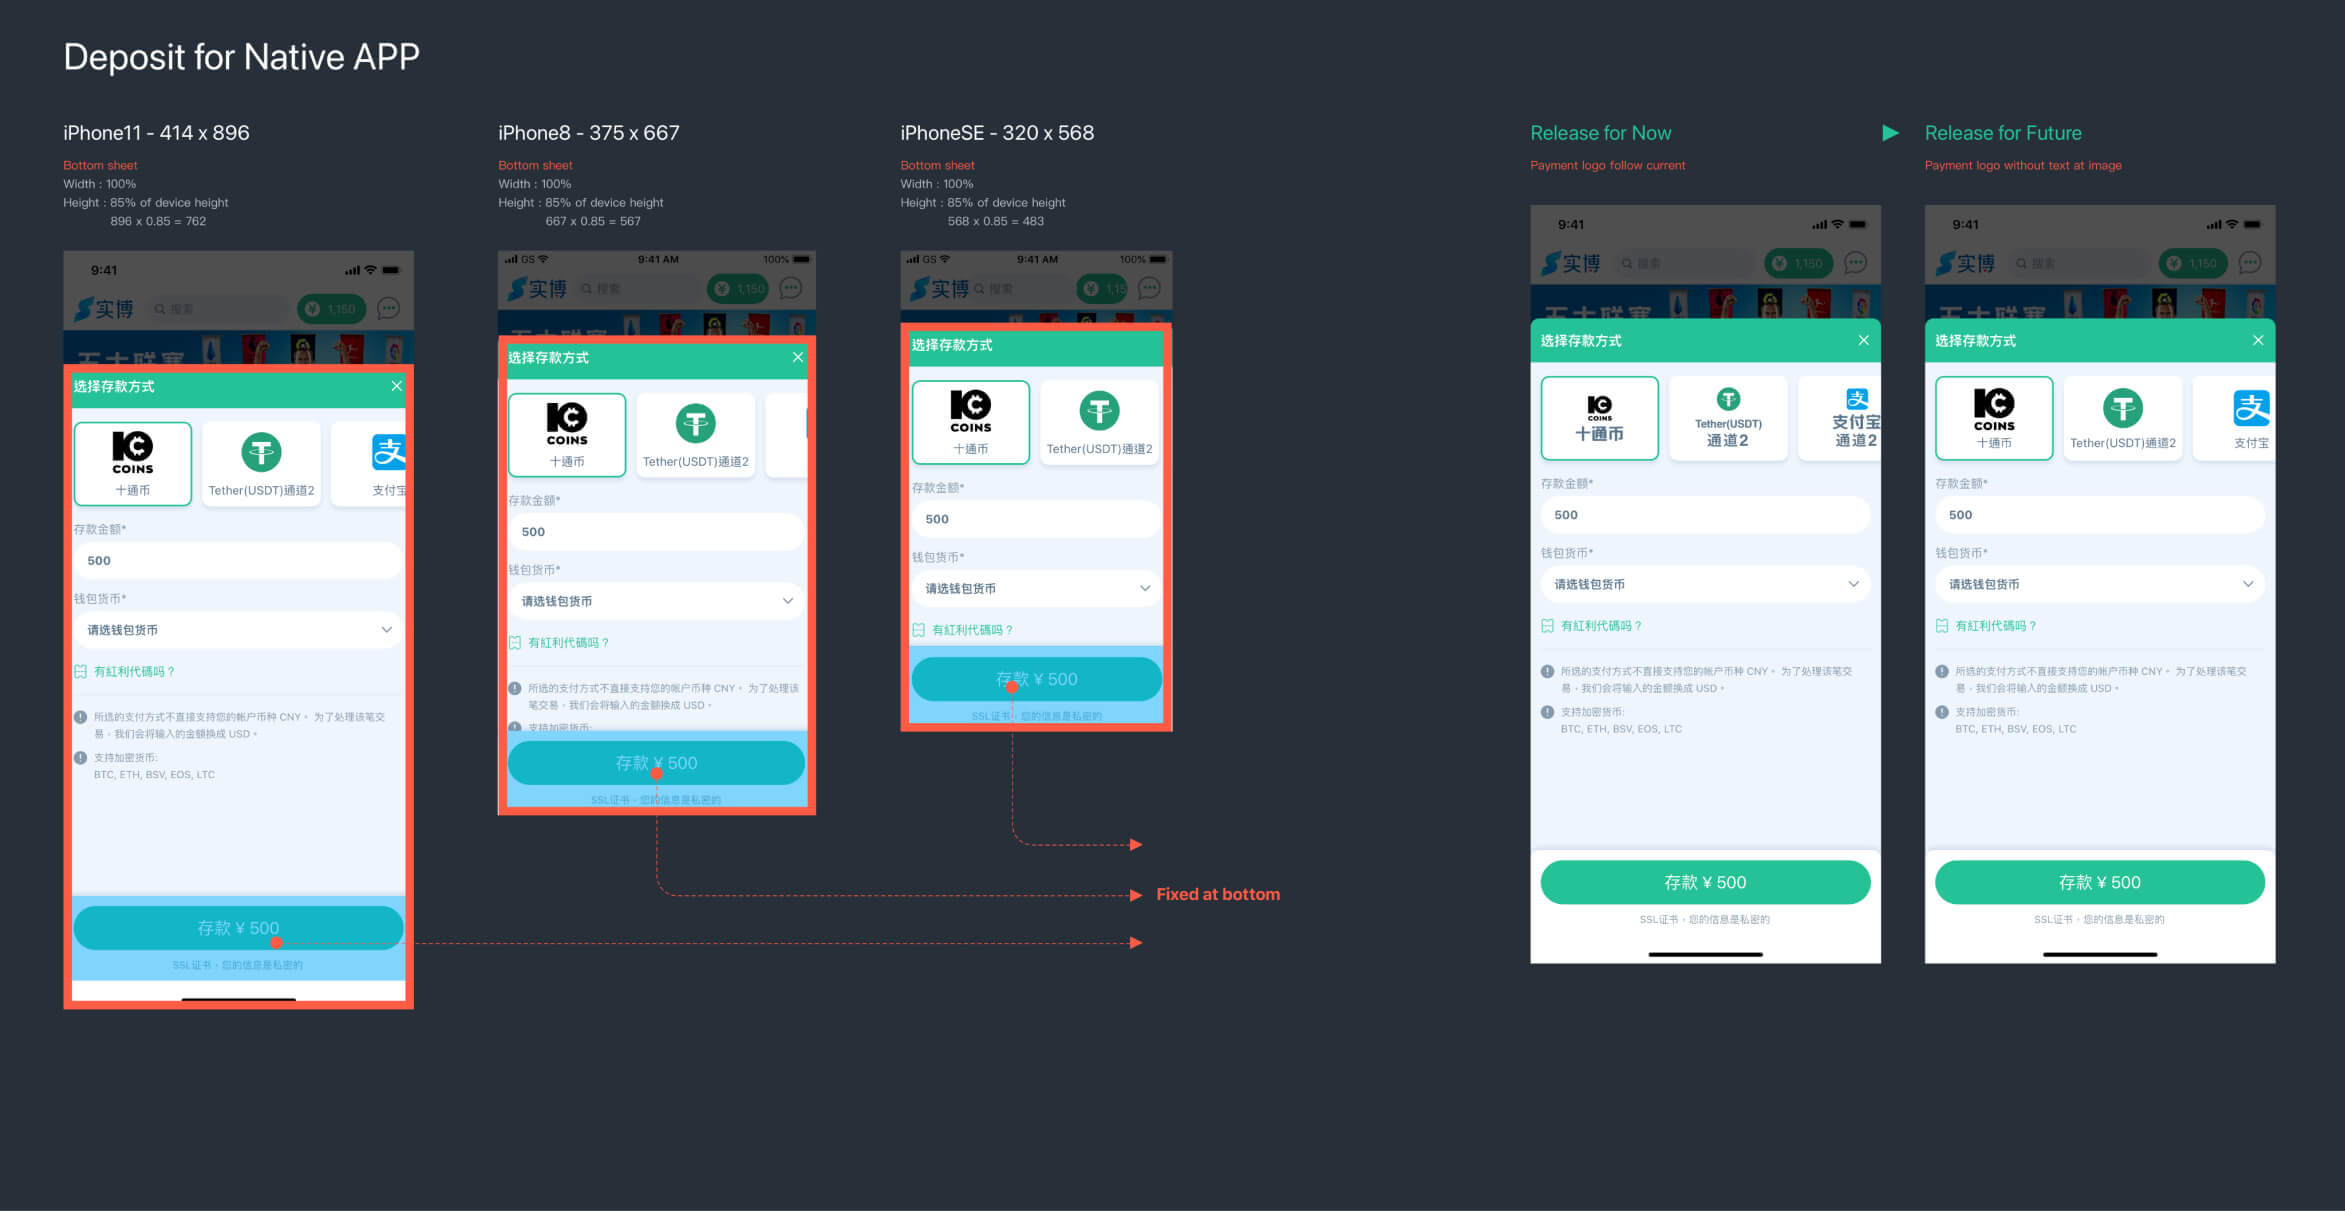 Deposit for Native APP
iPhone11 - 414 x 896
Bottom sheet
Width : 100%
Height : 85% of device height
896 x 0.85 = 762
9:41
实博
搜索
¥ 1,150
选择存款方式
COINS
十通币
Tether(USDT)通道2
支
支付宝
存款金额*
500
钱包货币*
请选钱包货币
有紅利代碼吗？
所选的支付方式不直接支持您的帐户币种 CNY。 为了处理该笔交
易，我们会将输入的金额换成 USD。
支持加密货币:
BTC, ETH, BSV, EOS, LTC
存款 ¥ 500
SSL证书，您的信息是私密的
iPhone8 - 375 x 667
Bottom sheet
Width : 100%
Height : 85% of device height
667 x 0.85 = 567
GS
9:41 AM
100%
实博
搜索
¥ 1,150
选择存款方式
COINS
十通币
Tether(USDT)通道2
存款金额*
500
钱包货币*
请选钱包货币
有紅利代碼吗？
所选的支付方式不直接支持您的帐户币种 CNY。 为了处理该
笔交易，我们会将输入的金额换成 USD。
支持加密货币:
存款 ¥ 500
SSL证书，您的信息是私密的
iPhoneSE - 320 x 568
Bottom sheet
Width : 100%
Height : 85% of device height
568 x 0.85 = 483
GS
9:41 AM
100%
实博
搜索
¥ 1,15
选择存款方式
COINS
十通币
Tether(USDT)通道2
存款金额*
500
钱包货币*
请选钱包货币
有紅利代碼吗？
存款 ¥ 500
SSL证书，您的信息是私密的
Fixed at bottom
Release for Now
Payment logo follow current
9:41
实博
搜索
¥ 1,150
选择存款方式
COINS
十通币
Tether(USDT)
通道2
支
支付宝
通道2
存款金额*
500
钱包货币*
请选钱包货币
有紅利代碼吗？
所选的支付方式不直接支持您的帐户币种 CNY。 为了处理该笔交
易，我们会将输入的金额换成 USD。
支持加密货币:
BTC, ETH, BSV, EOS, LTC
存款 ¥ 500
SSL证书，您的信息是私密的
Release for Future
Payment logo without text at image
9:41
实博
搜索
¥ 1,150
选择存款方式
COINS
十通币
Tether(USDT)通道2
支
支付宝
存款金额*
500
钱包货币*
请选钱包货币
有紅利代碼吗？
所选的支付方式不直接支持您的帐户币种 CNY。 为了处理该笔交
易，我们会将输入的金额换成 USD。
支持加密货币:
BTC, ETH, BSV, EOS, LTC
存款 ¥ 500
SSL证书，您的信息是私密的